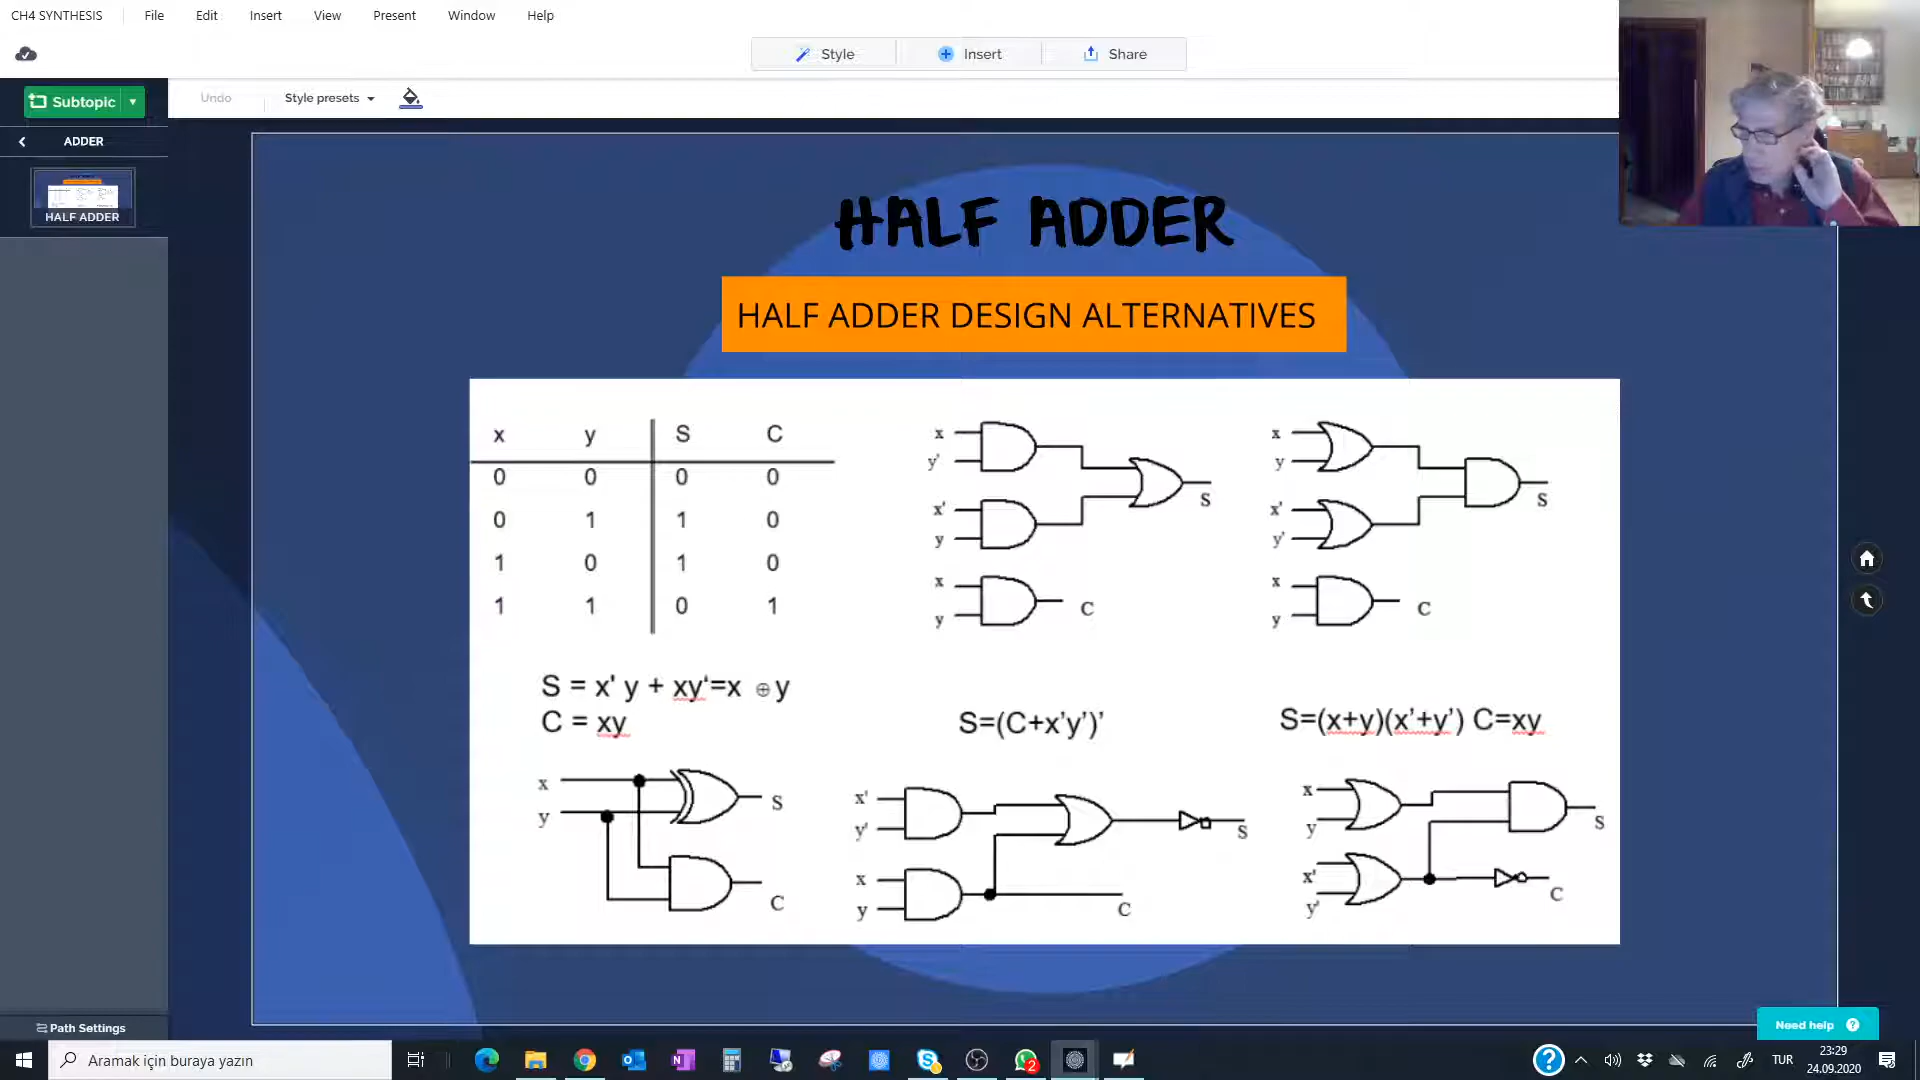 CH4 SYNTHESIS File Edit Insert View Present Window Help
Style Insert Share
Subtopic
Undo Style presets
ADDER
HALF ADDER
HALF ADDER
HALF ADDER DESIGN ALTERNATIVES
x y S C
0 0 0 0
0 1 1 0
1 0 1 0
1 1 0 1
x
y'
x'
y
S
x
y
C
x
y
x'
y'
S
x
y
C
S = x' y + xy'=x ⊕ y
C = xy
S=(C+x'y')'
S=(x+y)(x'+y') C=xy
x
y
S
C
x'
y'
S
x
y
C
x
y
S
x'
y'
C
Path Settings
Need help ?
Aramak için buraya yazın
2
TUR
23:29
24.09.2020